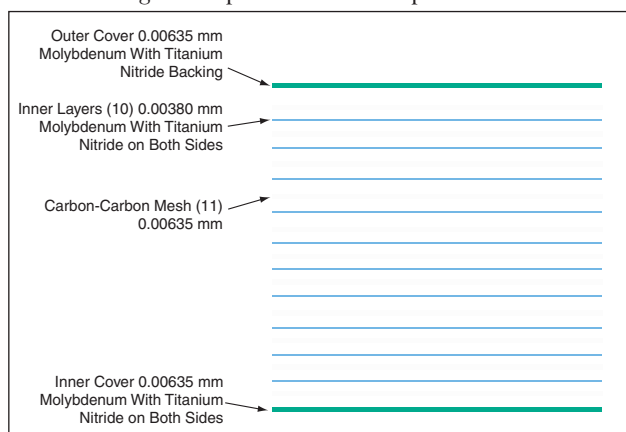 Outer Cover 0.00635 mm
Molybdenum With Titanium
Nitride Backing
Inner Layers (10) 0.00380 mm
Molybdenum With Titanium
Nitride on Both Sides
Carbon-Carbon Mesh (11)
0.00635 mm
Inner Cover 0.00635 mm
Molybdenum With Titanium
Nitride on Both Sides